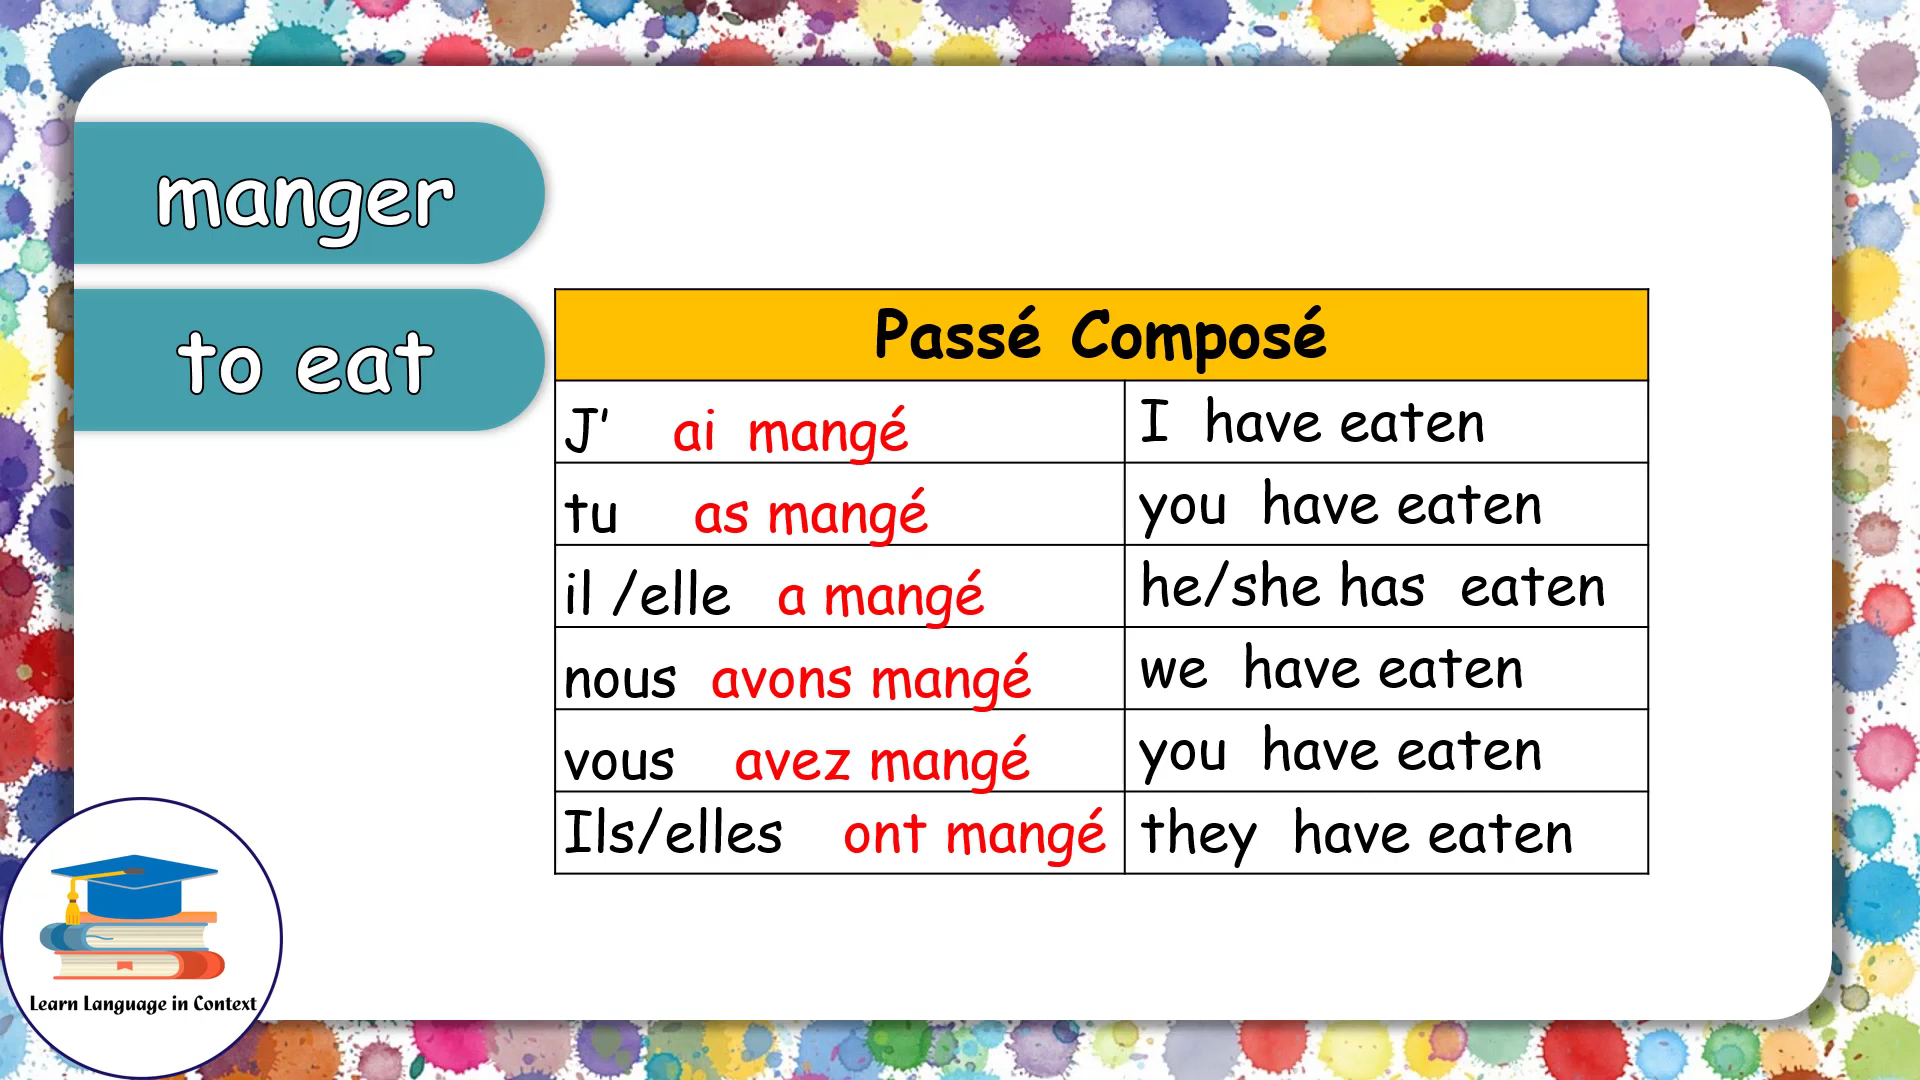 manger
to eat
Passé Composé
J' ai mangé I have eaten
tu as mangé you have eaten
il /elle a mangé he/she has eaten
nous avons mangé we have eaten
vous avez mangé you have eaten
Ils/elles ont mangé they have eaten
Learn Language in Context